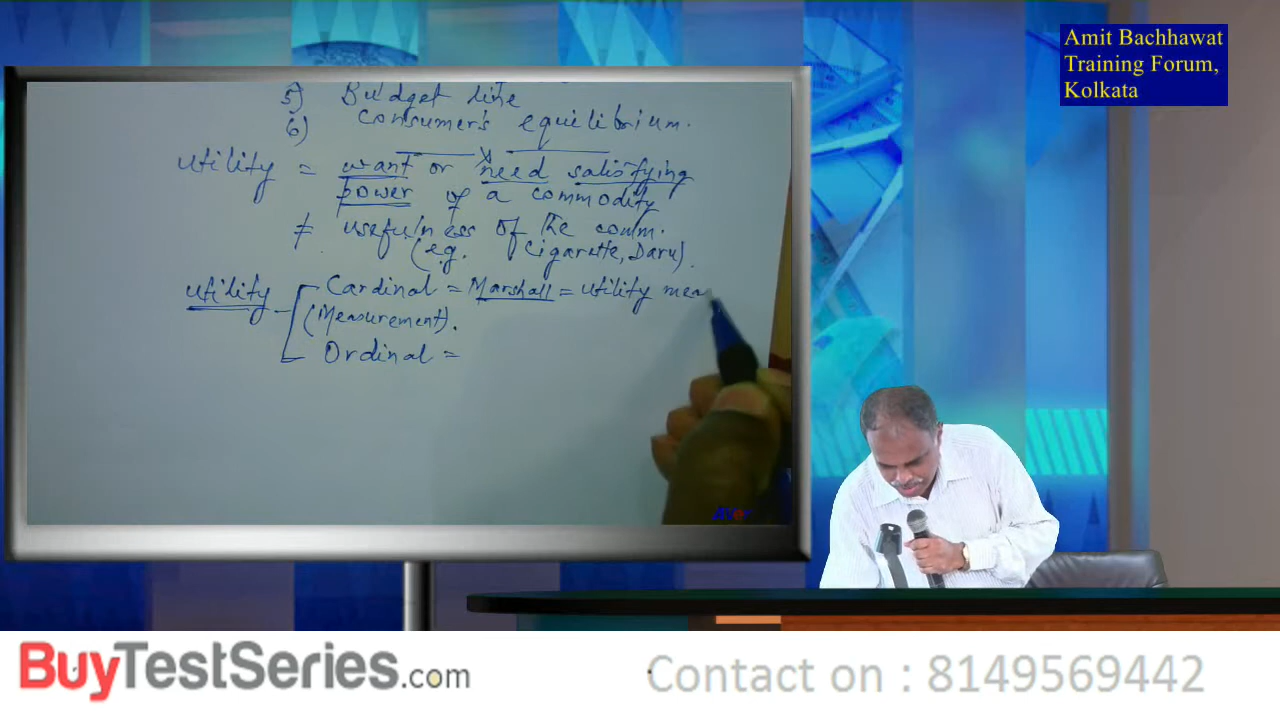 Amit Bachhawat
Training Forum,
Kolkata
5) Budget line
6) Consumer's equilibrium.
utility = want or need satisfying
power of a commodity
≠ usefulness of the comm.
(e.g. Cigarette, Daru).
utility Cardinal = Marshall = utility mea
(Measurement).
Ordinal =
AVer
BuyTestSeries.com
Contact on : 8149569442